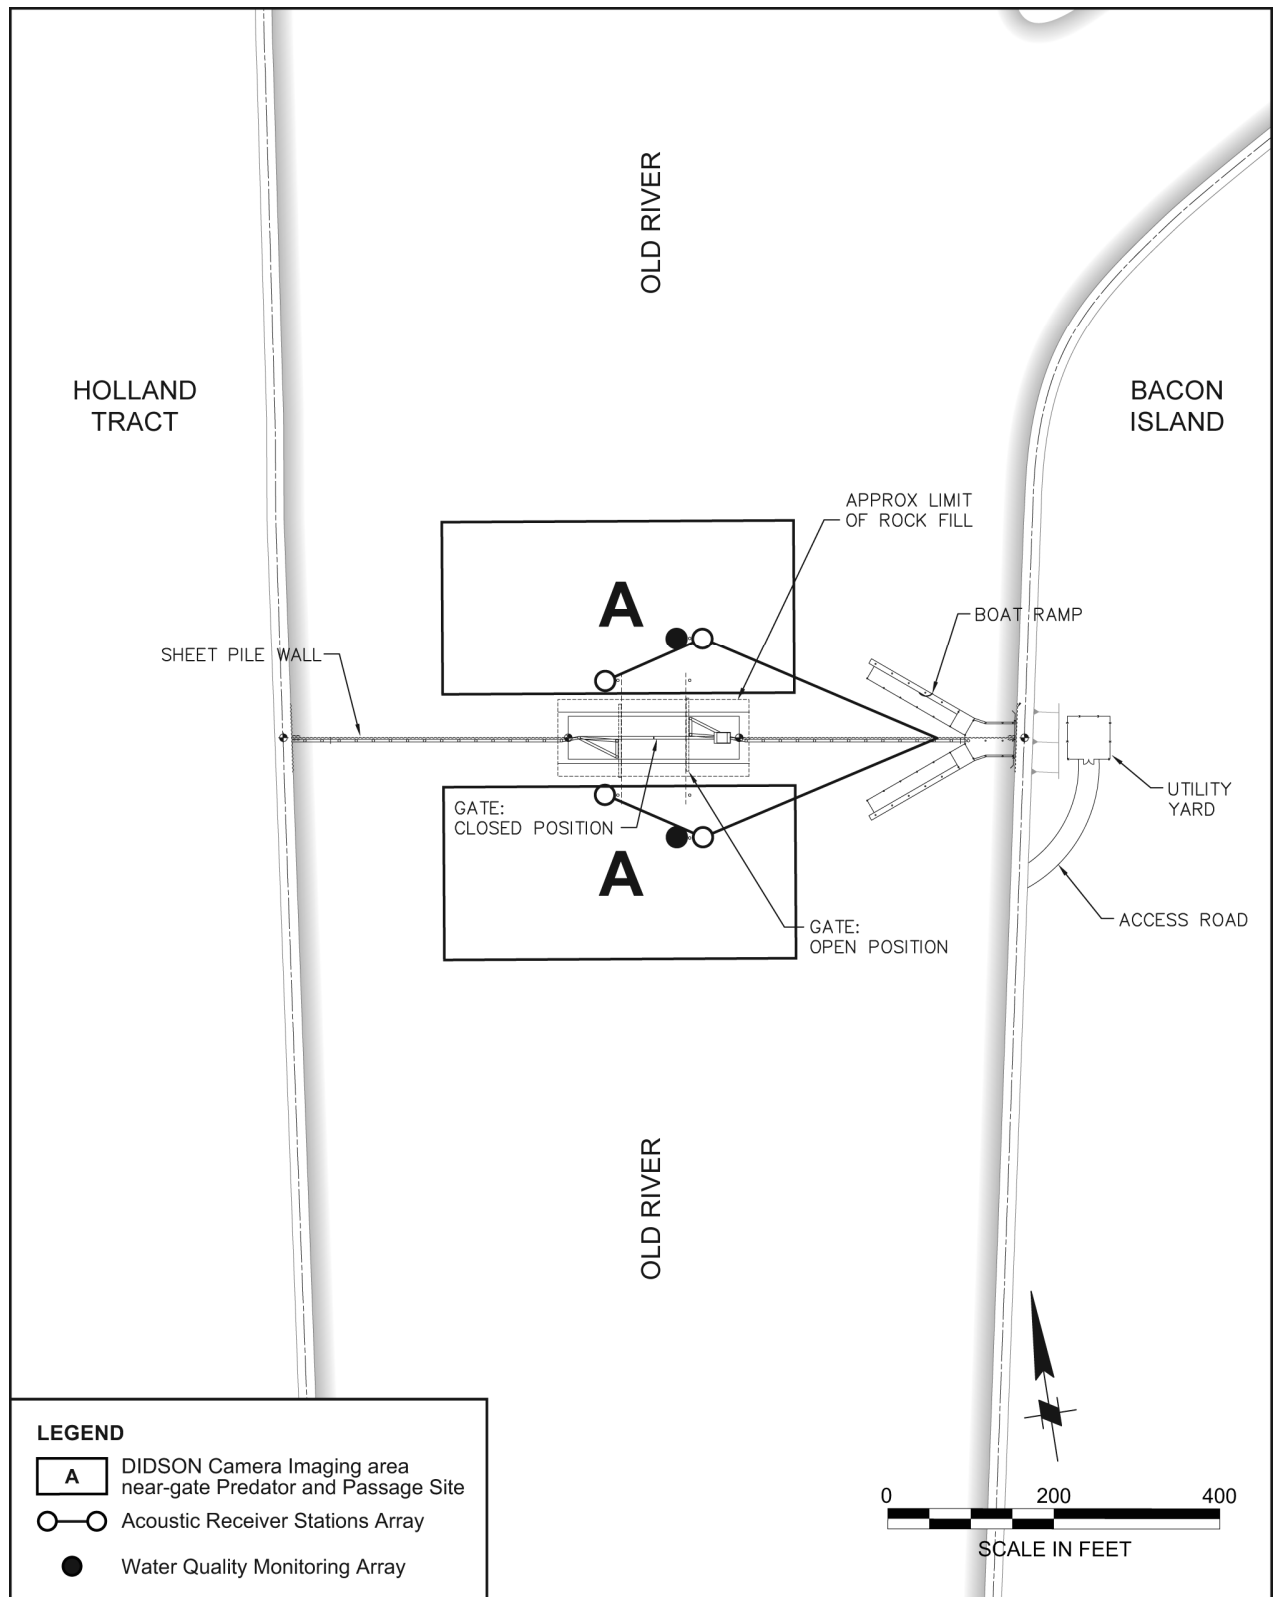 OLD RIVER
HOLLAND
TRACT
BACON
ISLAND
APPROX LIMIT
OF ROCK FILL
A
BOAT RAMP
SHEET PILE WALL
GATE:
CLOSED POSITION
UTILITY
YARD
A
ACCESS ROAD
GATE:
OPEN POSITION
OLD RIVER
LEGEND
A
DIDSON Camera Imaging area
near-gate Predator and Passage Site
Acoustic Receiver Stations Array
Water Quality Monitoring Array
0 200 400
SCALE IN FEET